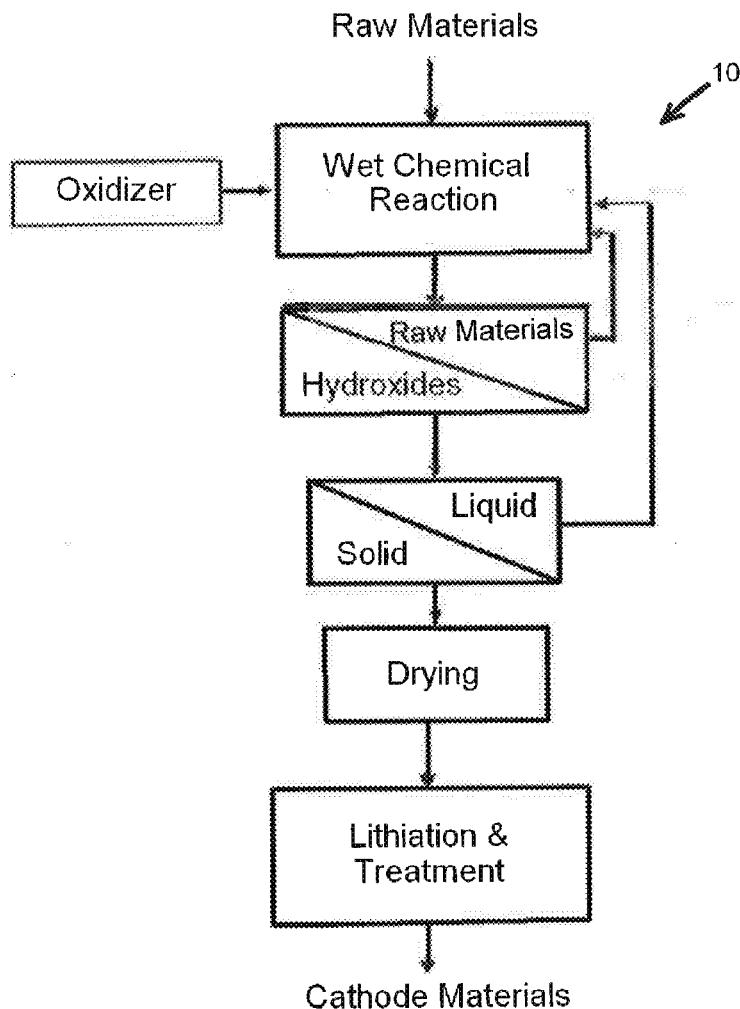 Raw Materials
10
Oxidizer
Wet Chemical
Reaction
Raw Materials
Hydroxides
Liquid
Solid
Drying
Lithiation &
Treatment
Cathode Materials